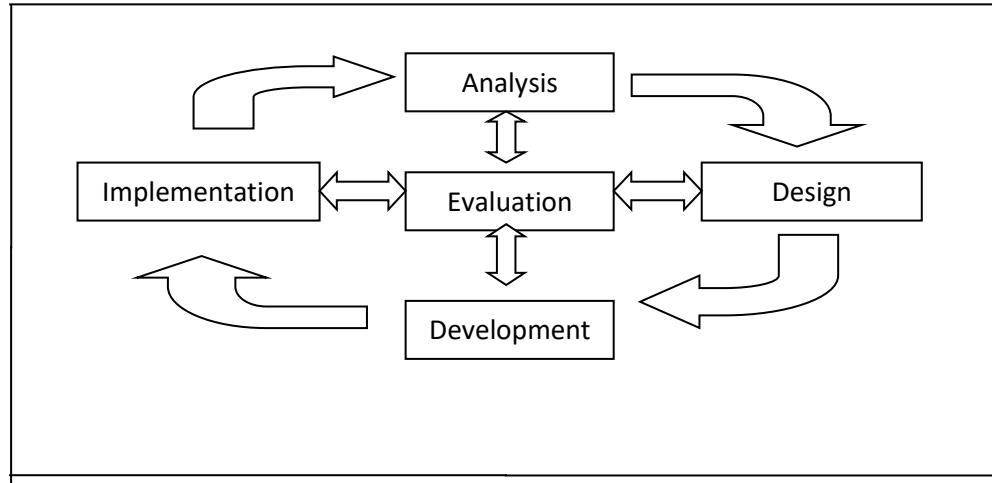 Analysis
Implementation
Evaluation
Design
Development